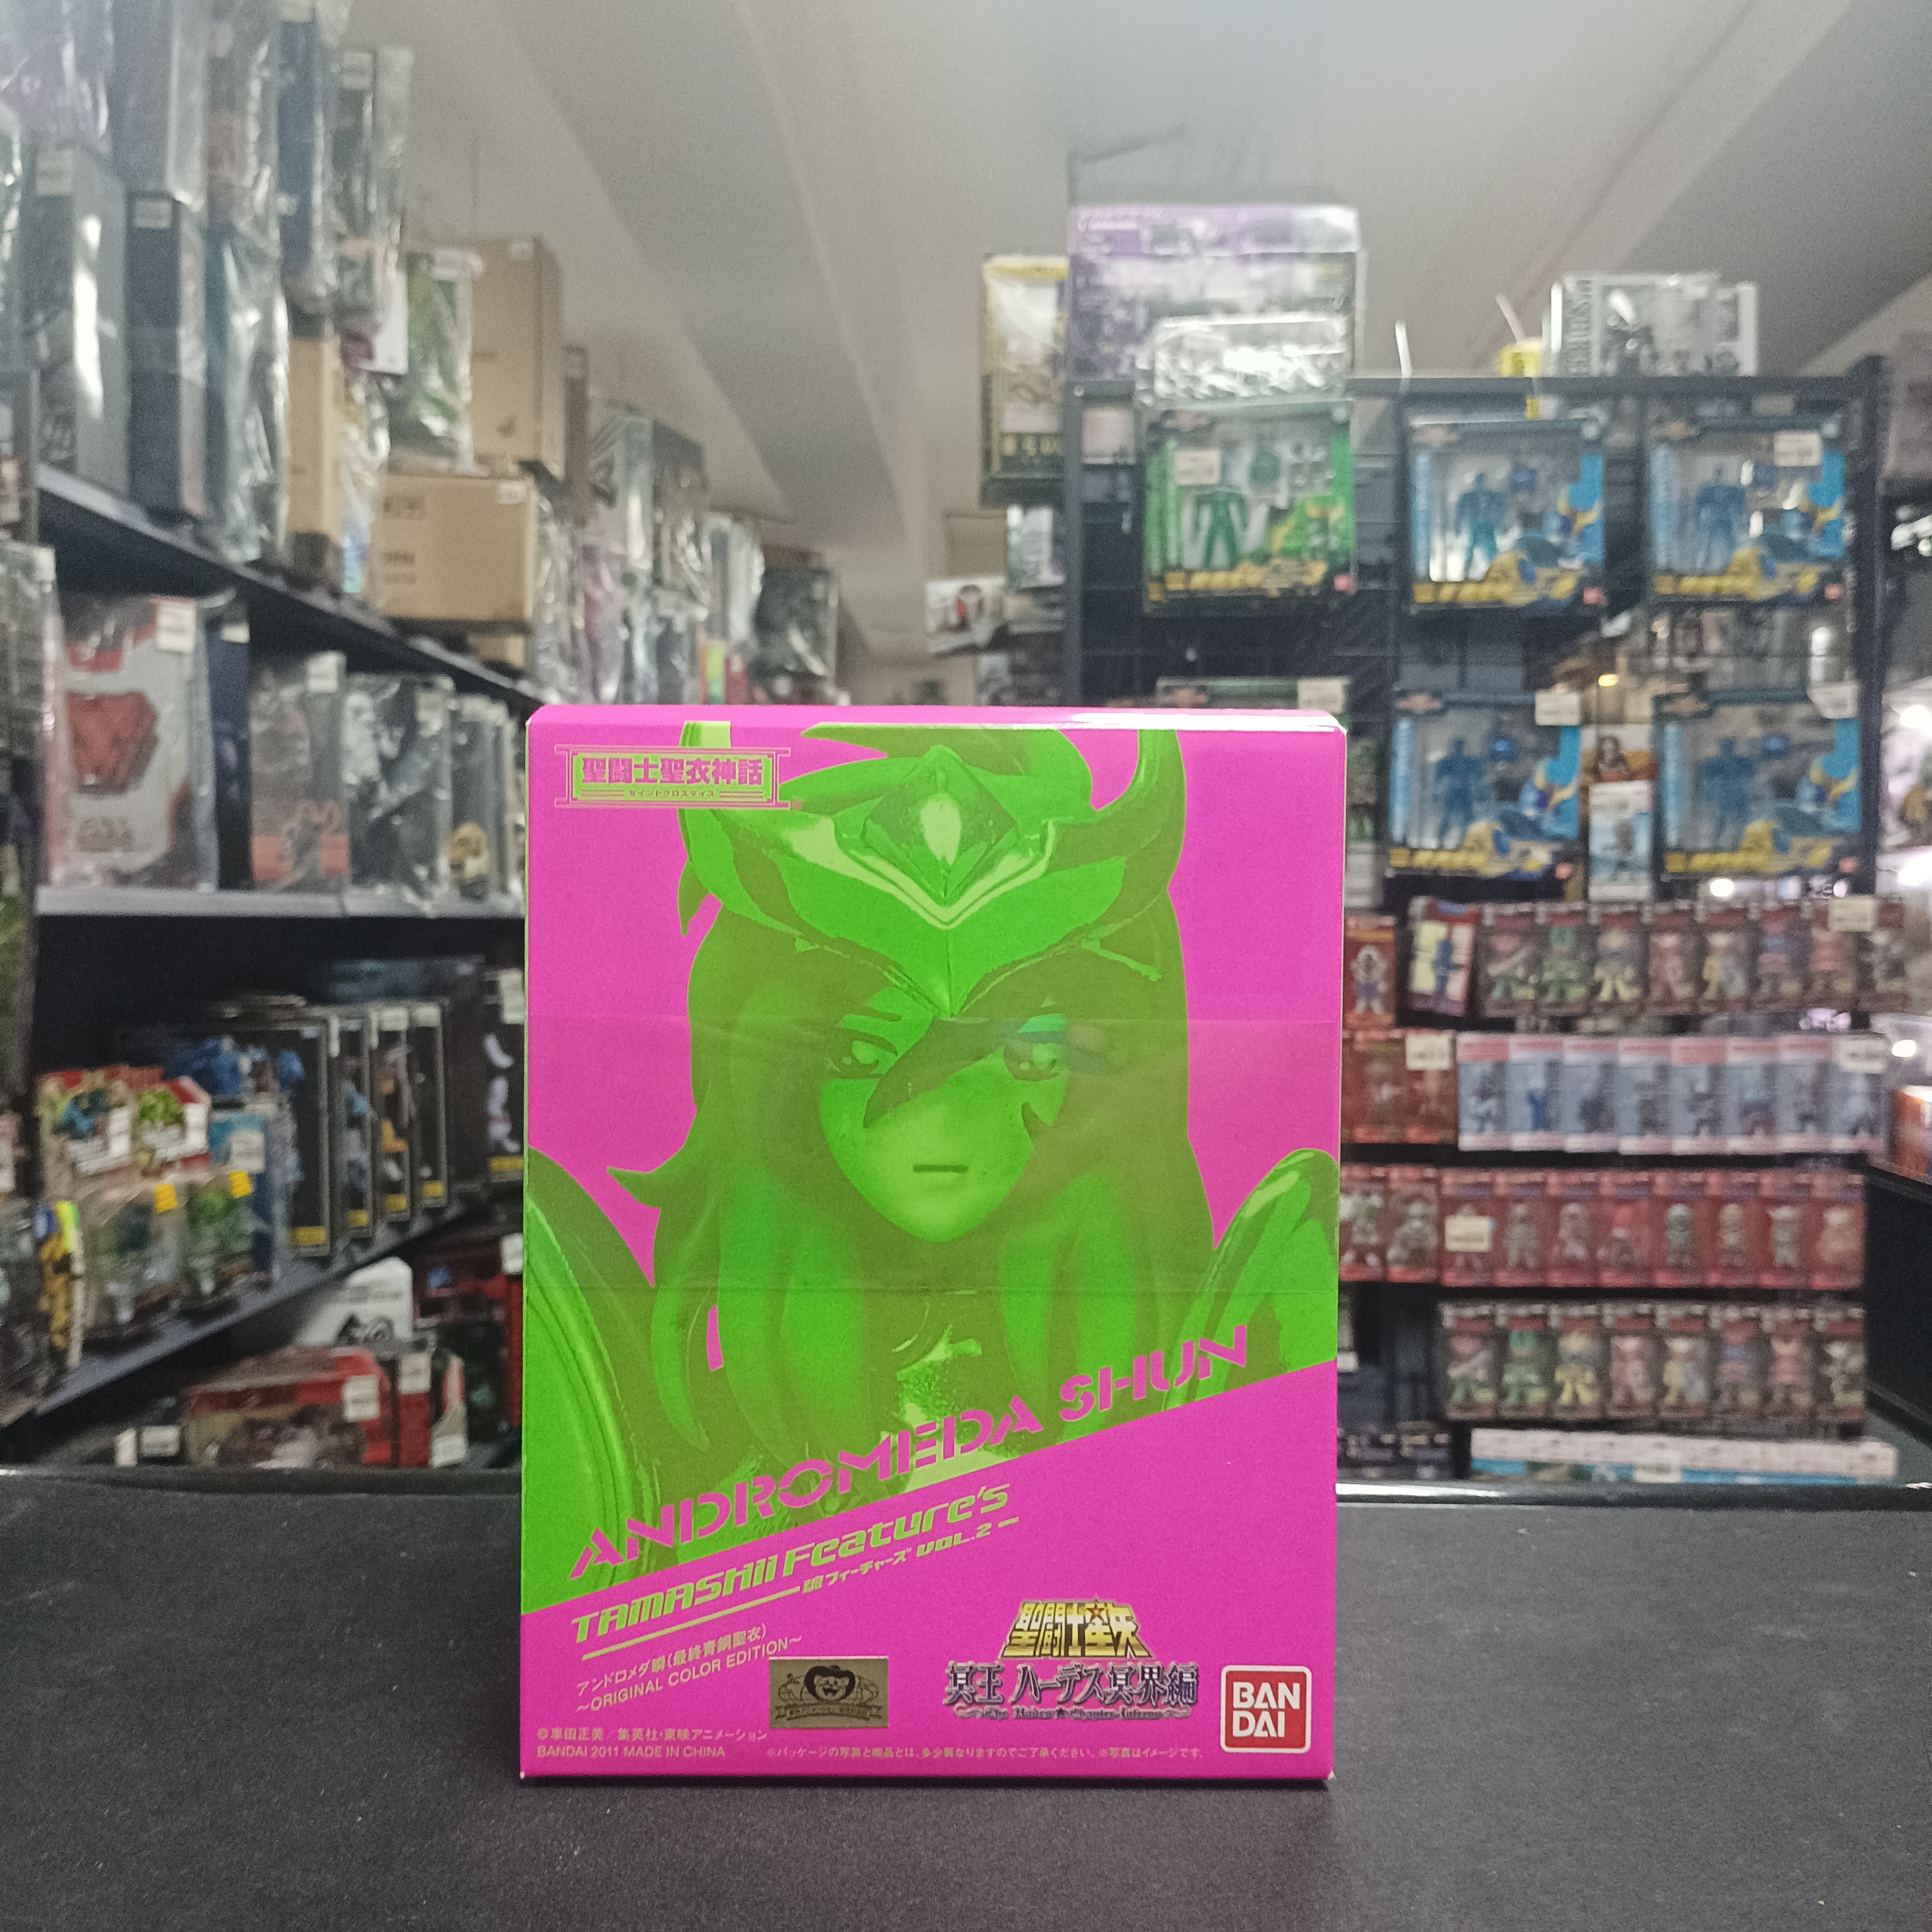 聖闘士聖衣神話
セイントクロスマイス
ANDROMEDA SHUN
TAMASHII Feature's
魂フィーチャーズ VOL.2
アンドロメダ瞬(最終青銅聖衣)
~ORIGINAL COLOR EDITION~
聖闘士星矢
冥王 ハーデス冥界編
The Hades Chapter Inferno
BAN
DAI
©車田正美/集英社・東映アニメーション
BANDAI 2011 MADE IN CHINA
※パッケージの写真と商品とは、多少異なりますのでご了承ください。※写真はイメージです。